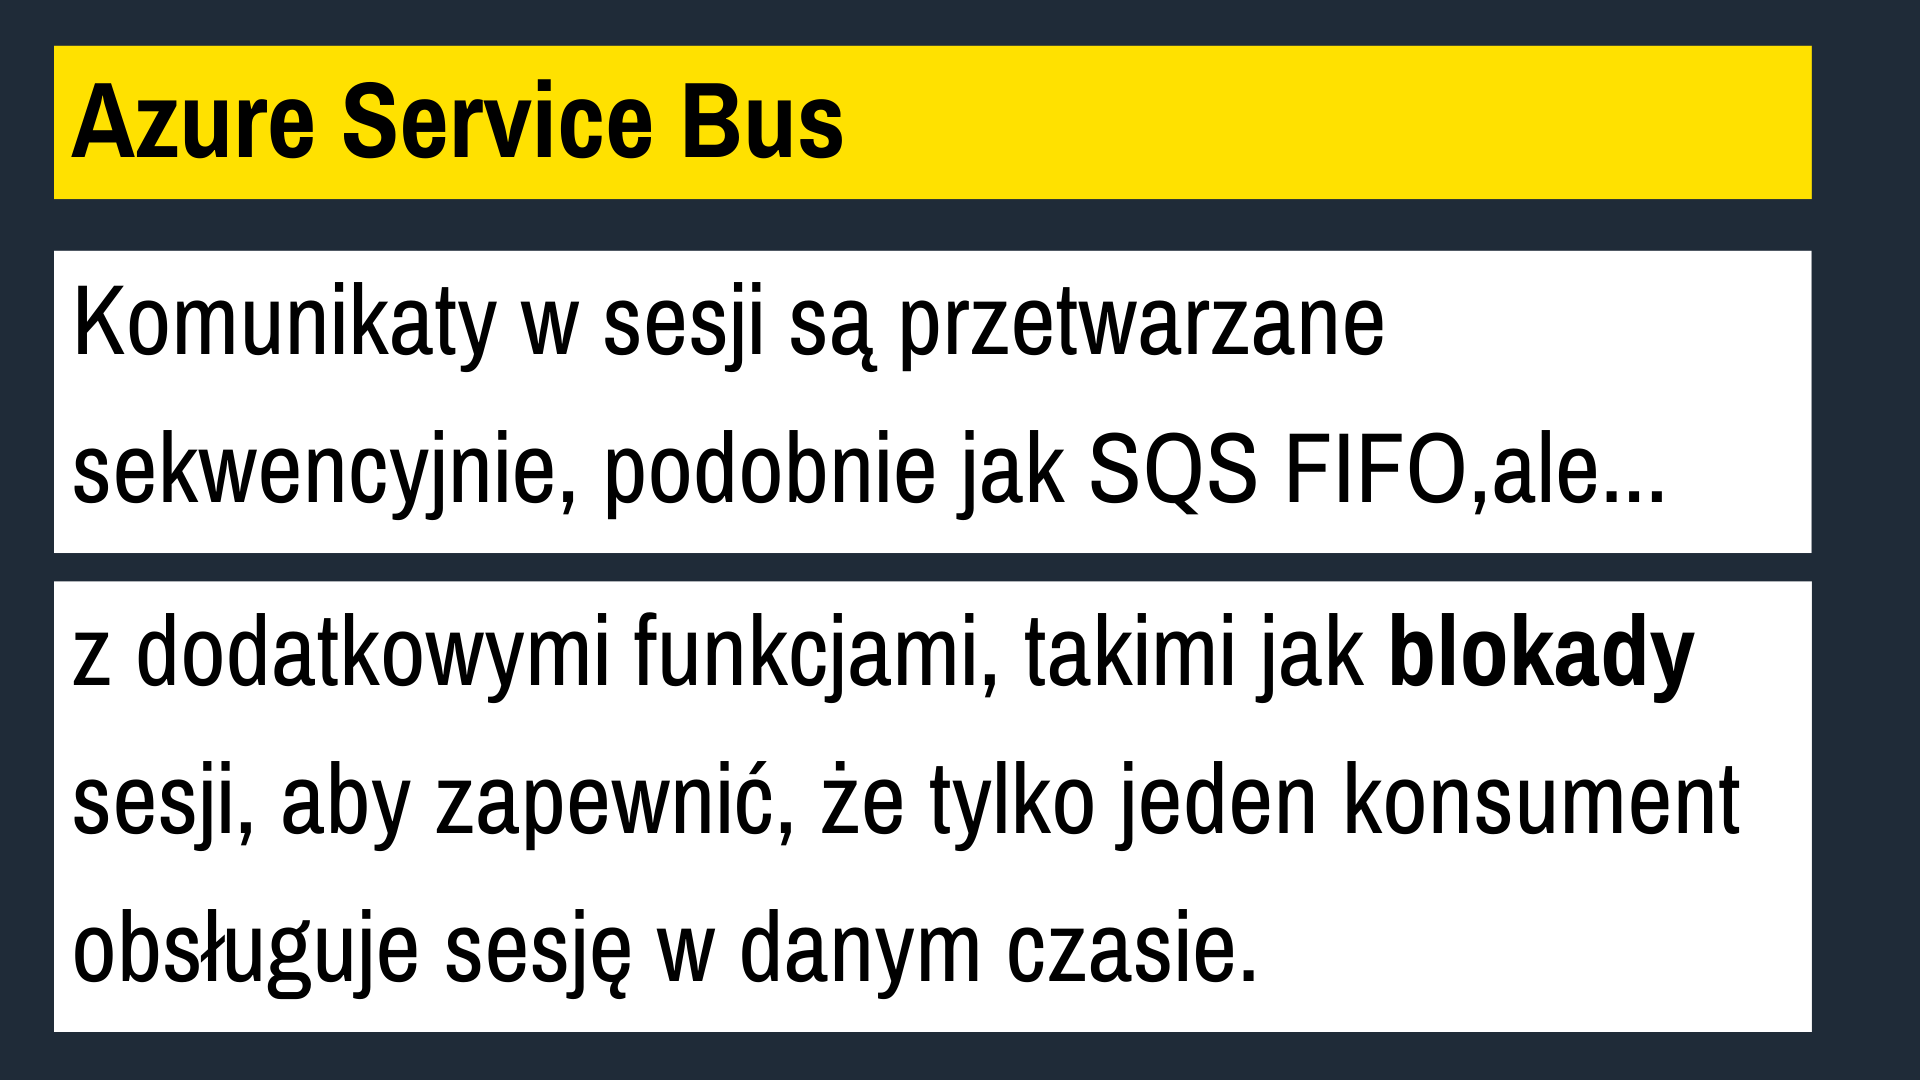 Azure Service Bus
Komunikaty w sesji są przetwarzane
sekwencyjnie, podobnie jak SQS FIFO,ale...
z dodatkowymi funkcjami, takimi jak blokady
sesji, aby zapewnić, że tylko jeden konsument
obsługuje sesję w danym czasie.